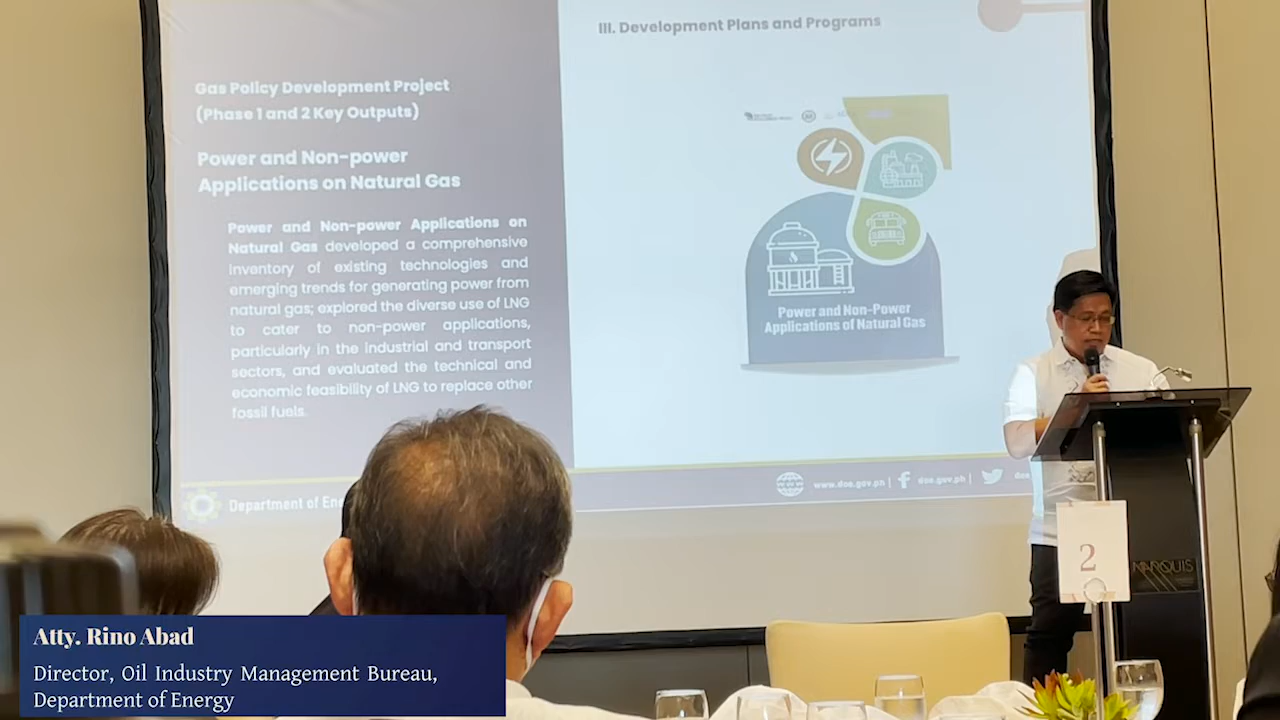 III. Development Plans and Programs
Gas Policy Development Project
(Phase 1 and 2 Key Outputs)
Power and Non-power
Applications on Natural Gas
Power and Non-power Applications on
Natural Gas developed a comprehensive
inventory of existing technologies and
emerging trends for generating power from
natural gas; explored the diverse use of LNG
to cater to non-power applications,
particularly in the industrial and transport
sectors, and evaluated the technical and
economic feasibility of LNG to replace other
fossil fuels.
Power and Non-Power
Applications of Natural Gas
Department of Ene
www.doe.gov.ph | doe.gov.ph | doe
2
MARQUIS
Atty. Rino Abad
Director, Oil Industry Management Bureau,
Department of Energy